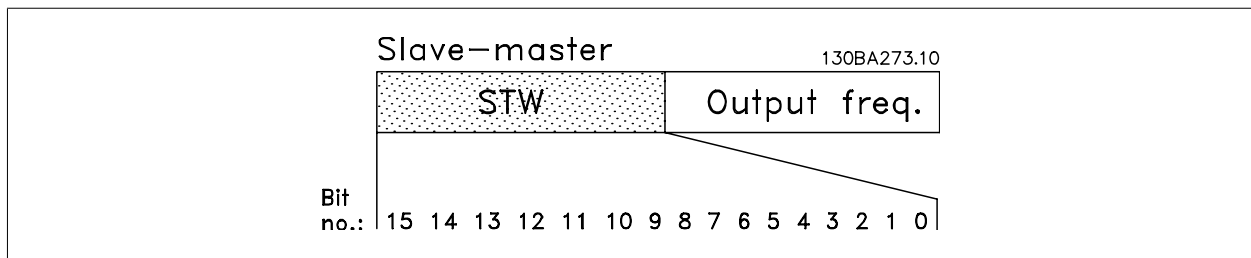 Slave-master 130BA273.10
STW Output freq.
Bit
no.: 15 14 13 12 11 10 9 8 7 6 5 4 3 2 1 0